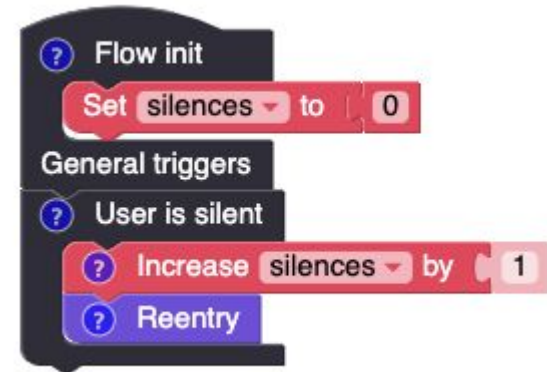 ? Flow init
Set silences to 0
General triggers
? User is silent
? Increase silences by 1
? Reentry